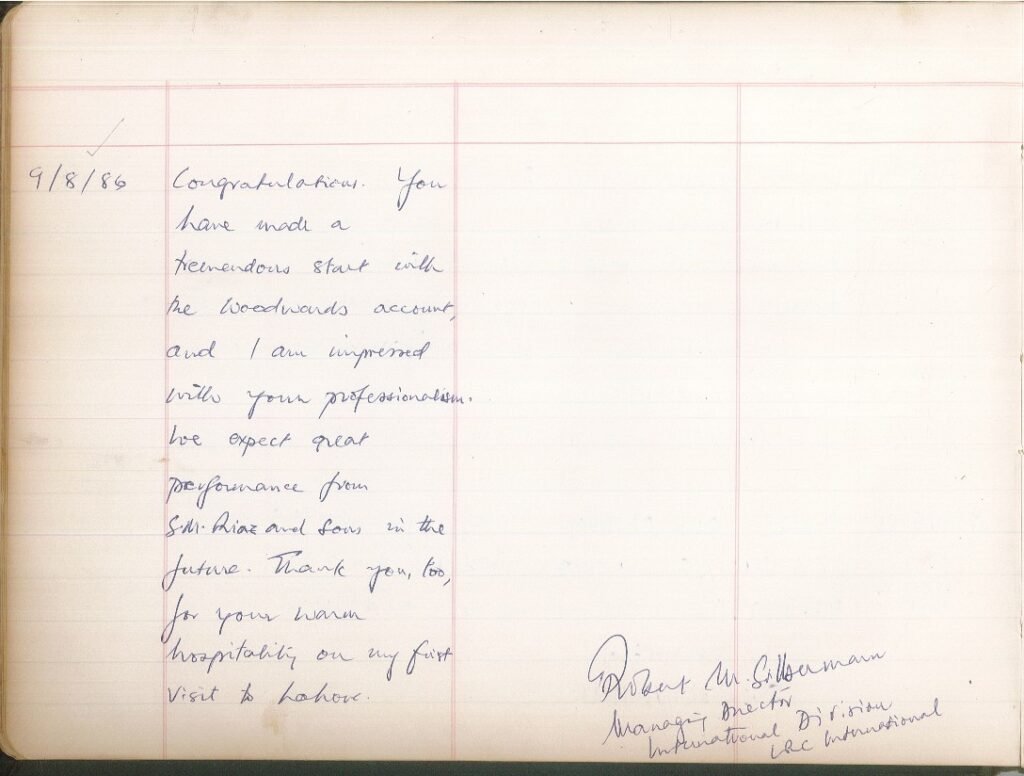 9/8/86
Congratulations. You
have made a
tremendous start with
the Woodwards account,
and I am impressed
with your professionalism.
We expect great
performance from
S.M. Riaz and Sons in the
future. Thank you, too,
for your warm
hospitality on my first
visit to Lahore.
Robert M. Silbermann
Managing Director
International Division
LRC International